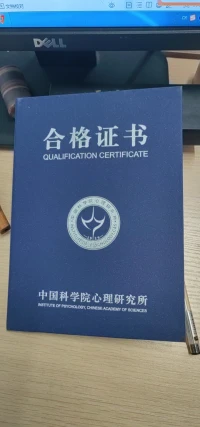 DELL
合格证书
QUALIFICATION CERTIFICATE
中国科学院心理研究所
INSTITUTE OF PSYCHOLOGY, CHINESE ACADEMY OF SCIENCES